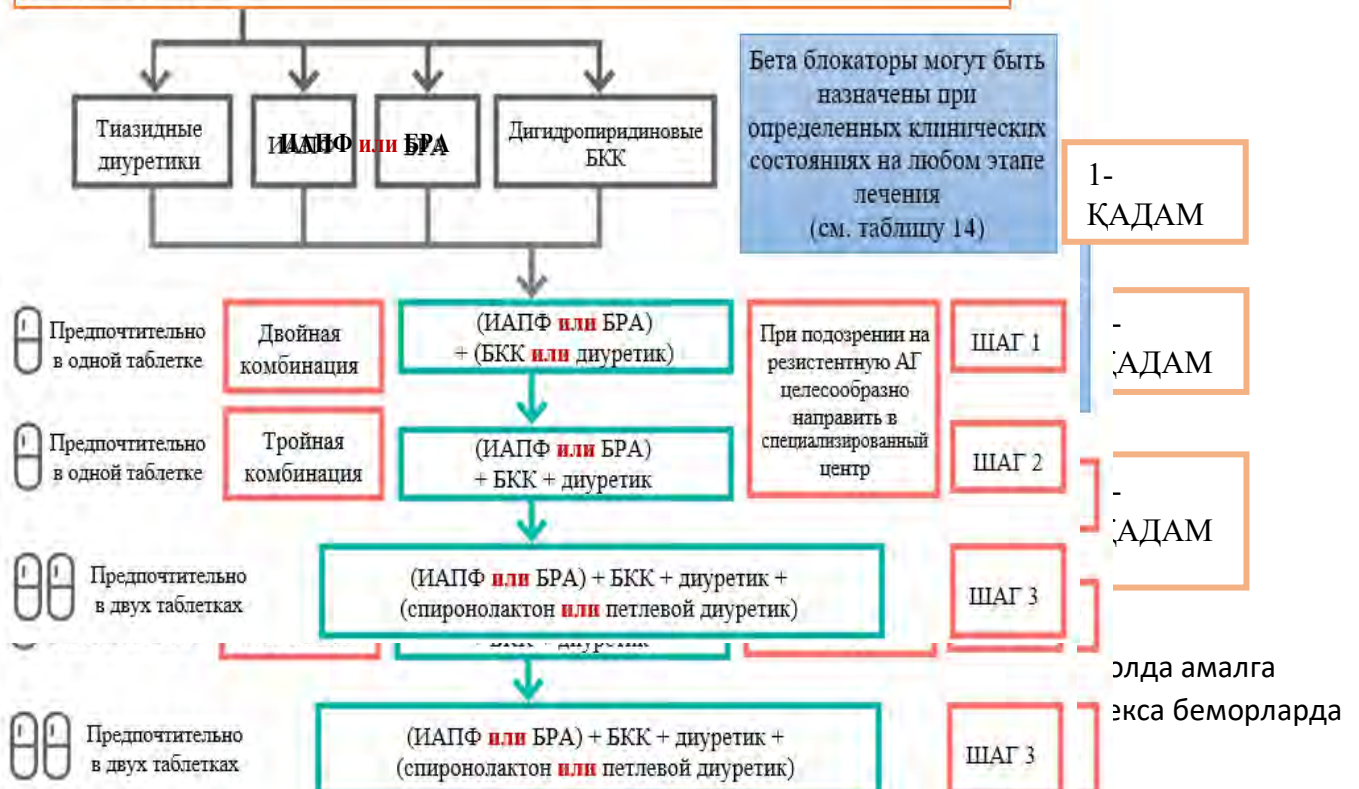 Тиазидные
диуретики
ИАПФ или БРА
Дигидропиридиновые
БКК
Бета блокаторы могут быть
назначены при
определенных клинических
состояниях на любом этапе
лечения
(см. таблицу 14)
1-
ҚАДАМ
Предпочтительно
в одной таблетке
Двойная
комбинация
(ИАПФ или БРА)
+ (БКК или диуретик)
При подозрении на
резистентную АГ
целесообразно
направить в
специализированный
центр
ШАГ 1
-
ҚАДАМ
Предпочтительно
в одной таблетке
Тройная
комбинация
(ИАПФ или БРА)
+ БКК + диуретик
ШАГ 2
-
ҚАДАМ
Предпочтительно
в двух таблетках
(ИАПФ или БРА) + БКК + диуретик +
(спиронолактон или петлевой диуретик)
ШАГ 3
+ БКК + диуретик
олда амалга
екса беморларда
Предпочтительно
в двух таблетках
(ИАПФ или БРА) + БКК + диуретик +
(спиронолактон или петлевой диуретик)
ШАГ 3